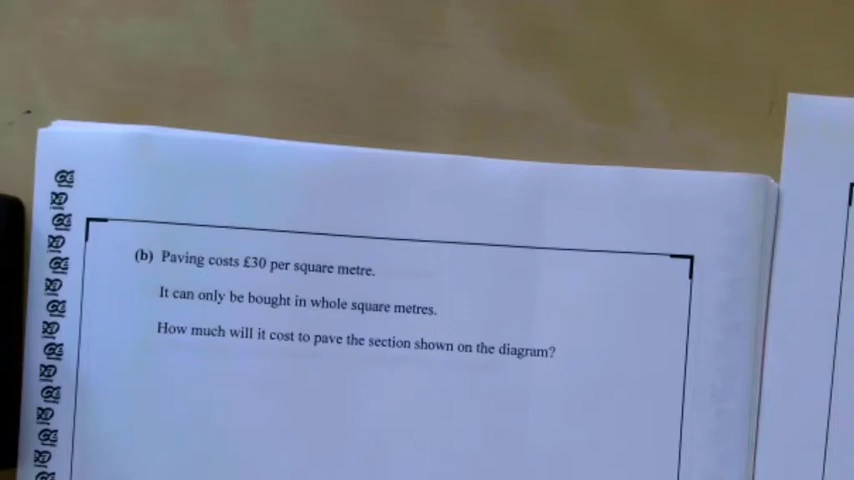 (b) Paving costs £30 per square metre.
It can only be bought in whole square metres.
How much will it cost to pave the section shown on the diagram?